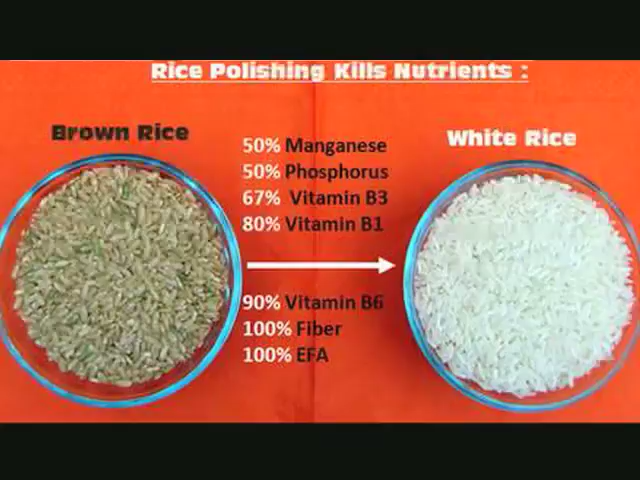 Rice Polishing Kills Nutrients :
Brown Rice
White Rice
50% Manganese
50% Phosphorus
67% Vitamin B3
80% Vitamin B1
90% Vitamin B6
100% Fiber
100% EFA